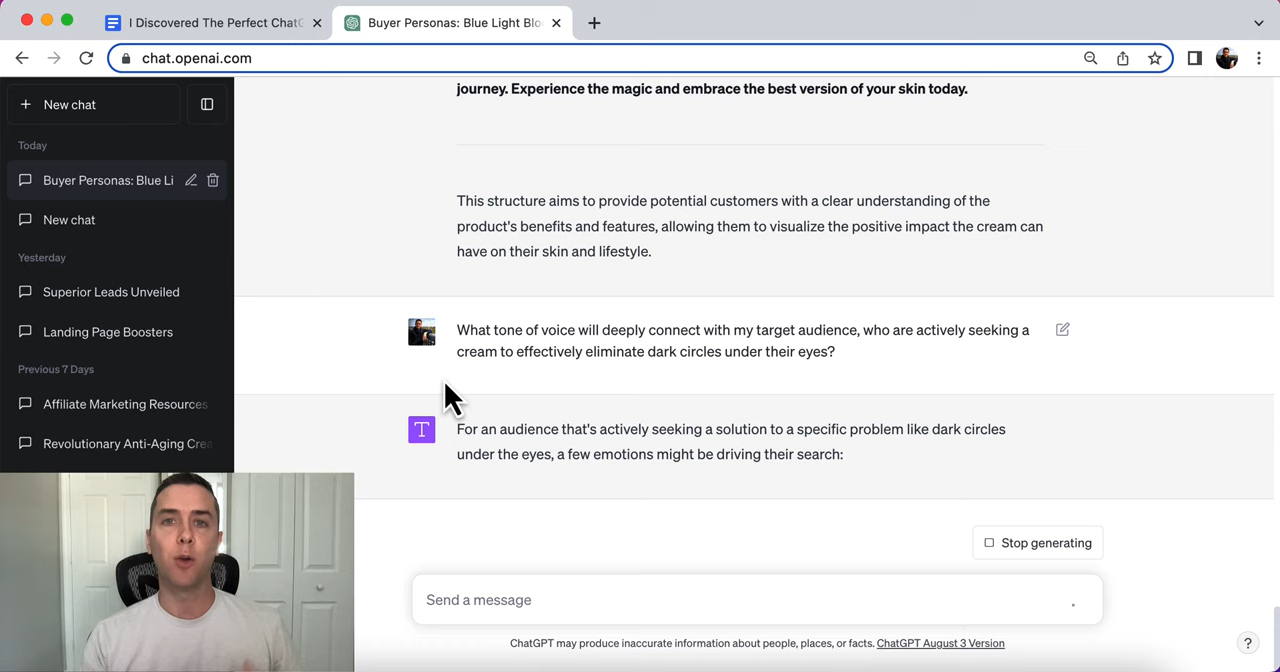 I Discovered The Perfect ChatG
Buyer Personas: Blue Light Blo
chat.openai.com
New chat
Today
Buyer Personas: Blue Li
New chat
Yesterday
Superior Leads Unveiled
Landing Page Boosters
Previous 7 Days
Affiliate Marketing Resources
Revolutionary Anti-Aging Crea
journey. Experience the magic and embrace the best version of your skin today.
This structure aims to provide potential customers with a clear understanding of the
product's benefits and features, allowing them to visualize the positive impact the cream can
have on their skin and lifestyle.
What tone of voice will deeply connect with my target audience, who are actively seeking a
cream to effectively eliminate dark circles under their eyes?
T
For an audience that's actively seeking a solution to a specific problem like dark circles
under the eyes, a few emotions might be driving their search:
Stop generating
Send a message
ChatGPT may produce inaccurate information about people, places, or facts. ChatGPT August 3 Version
?